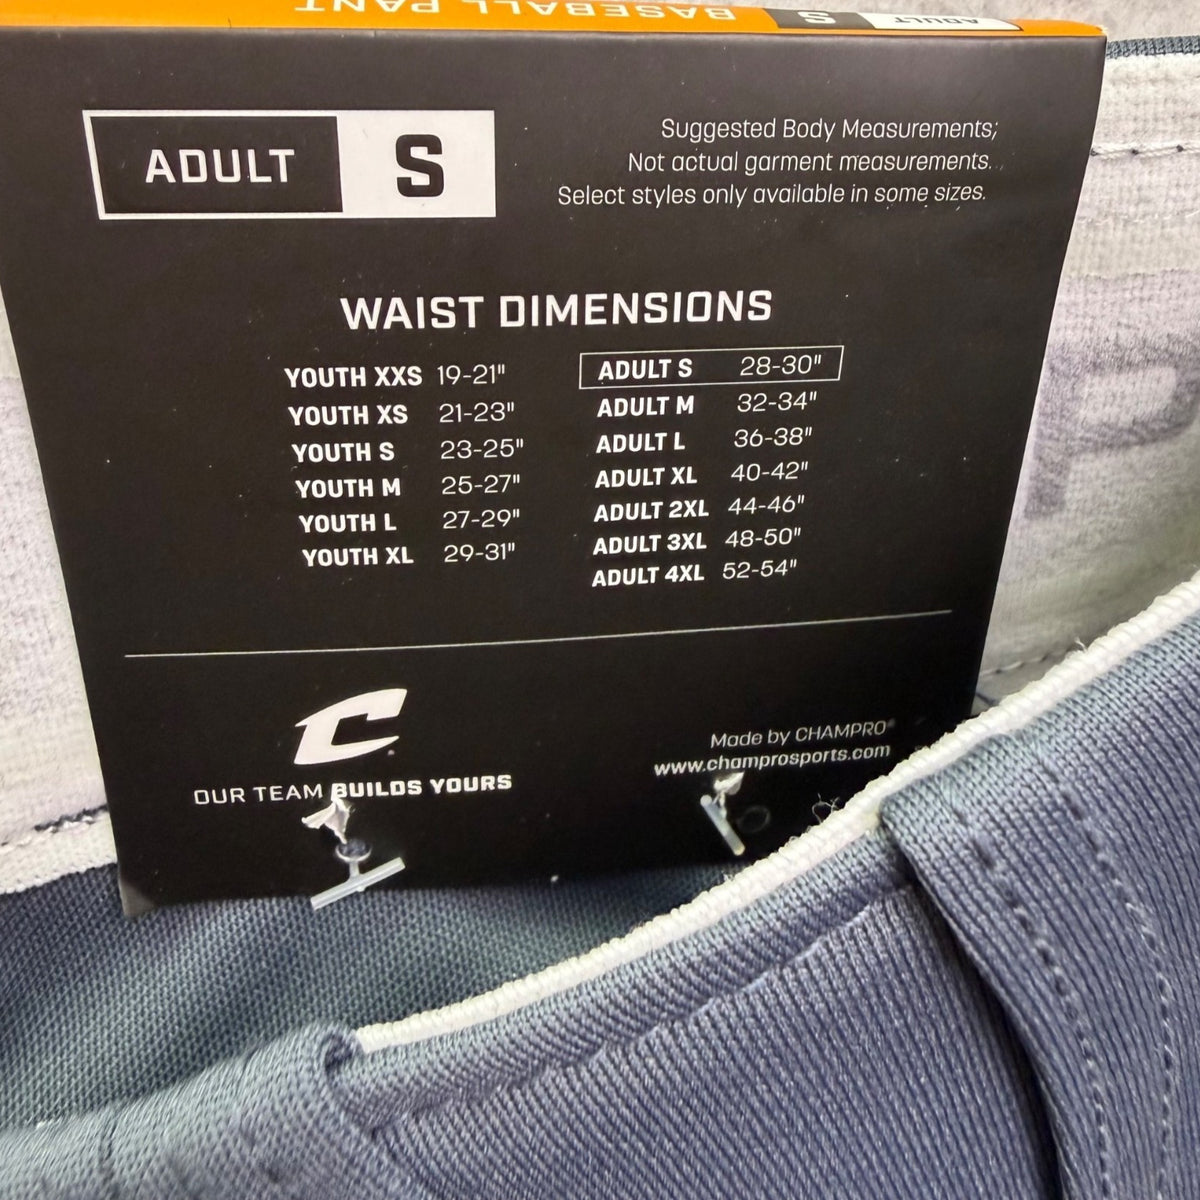 BASEBALL PANT
ADULT S
ADULT S
Suggested Body Measurements;
Not actual garment measurements.
Select styles only available in some sizes.
WAIST DIMENSIONS
YOUTH XXS 19-21"
YOUTH XS 21-23"
YOUTH S 23-25"
YOUTH M 25-27"
YOUTH L 27-29"
YOUTH XL 29-31"
ADULT S 28-30"
ADULT M 32-34"
ADULT L 36-38"
ADULT XL 40-42"
ADULT 2XL 44-46"
ADULT 3XL 48-50"
ADULT 4XL 52-54"
C
OUR TEAM BUILDS YOURS
Made by CHAMPRO®
www.champrosports.com